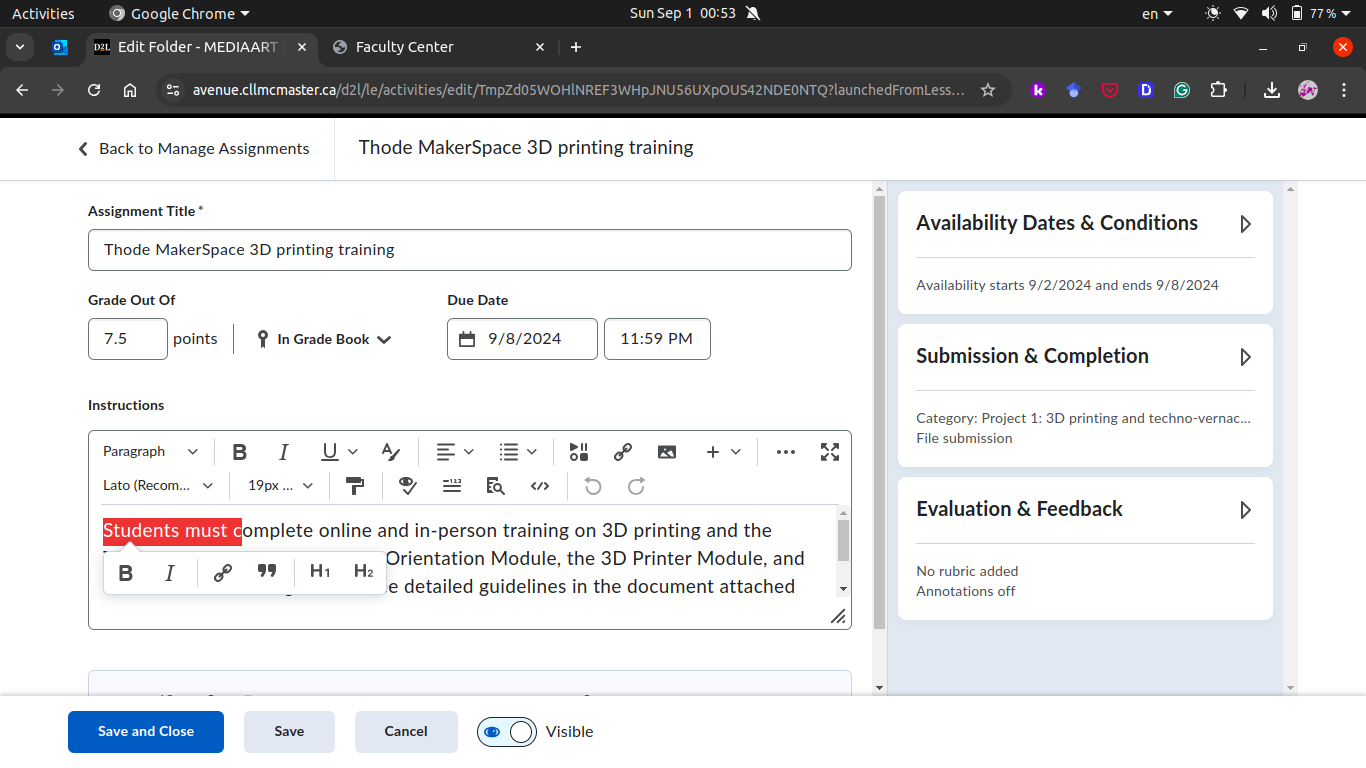 Activities Google Chrome Sun Sep 1 00:53 en 77 %
D2L Edit Folder - MEDIAART Faculty Center
avenue.cllmcmaster.ca/d2l/le/activities/edit/TmpZd05WOHlNREF3WHpJNU56UXpOUS42NDE0NTQ?launchedFromLess...
Back to Manage Assignments Thode MakerSpace 3D printing training
Assignment Title *
Thode MakerSpace 3D printing training
Grade Out Of Due Date
7.5 points In Grade Book 9/8/2024 11:59 PM
Instructions
Paragraph B I U A
Lato (Recom... 19px ...
Students must complete online and in-person training on 3D printing and the
Orientation Module, the 3D Printer Module, and
B I H1 H2
e detailed guidelines in the document attached
Save and Close Save Cancel Visible
Availability Dates & Conditions
Availability starts 9/2/2024 and ends 9/8/2024
Submission & Completion
Category: Project 1: 3D printing and techno-vernac...
File submission
Evaluation & Feedback
No rubric added
Annotations off